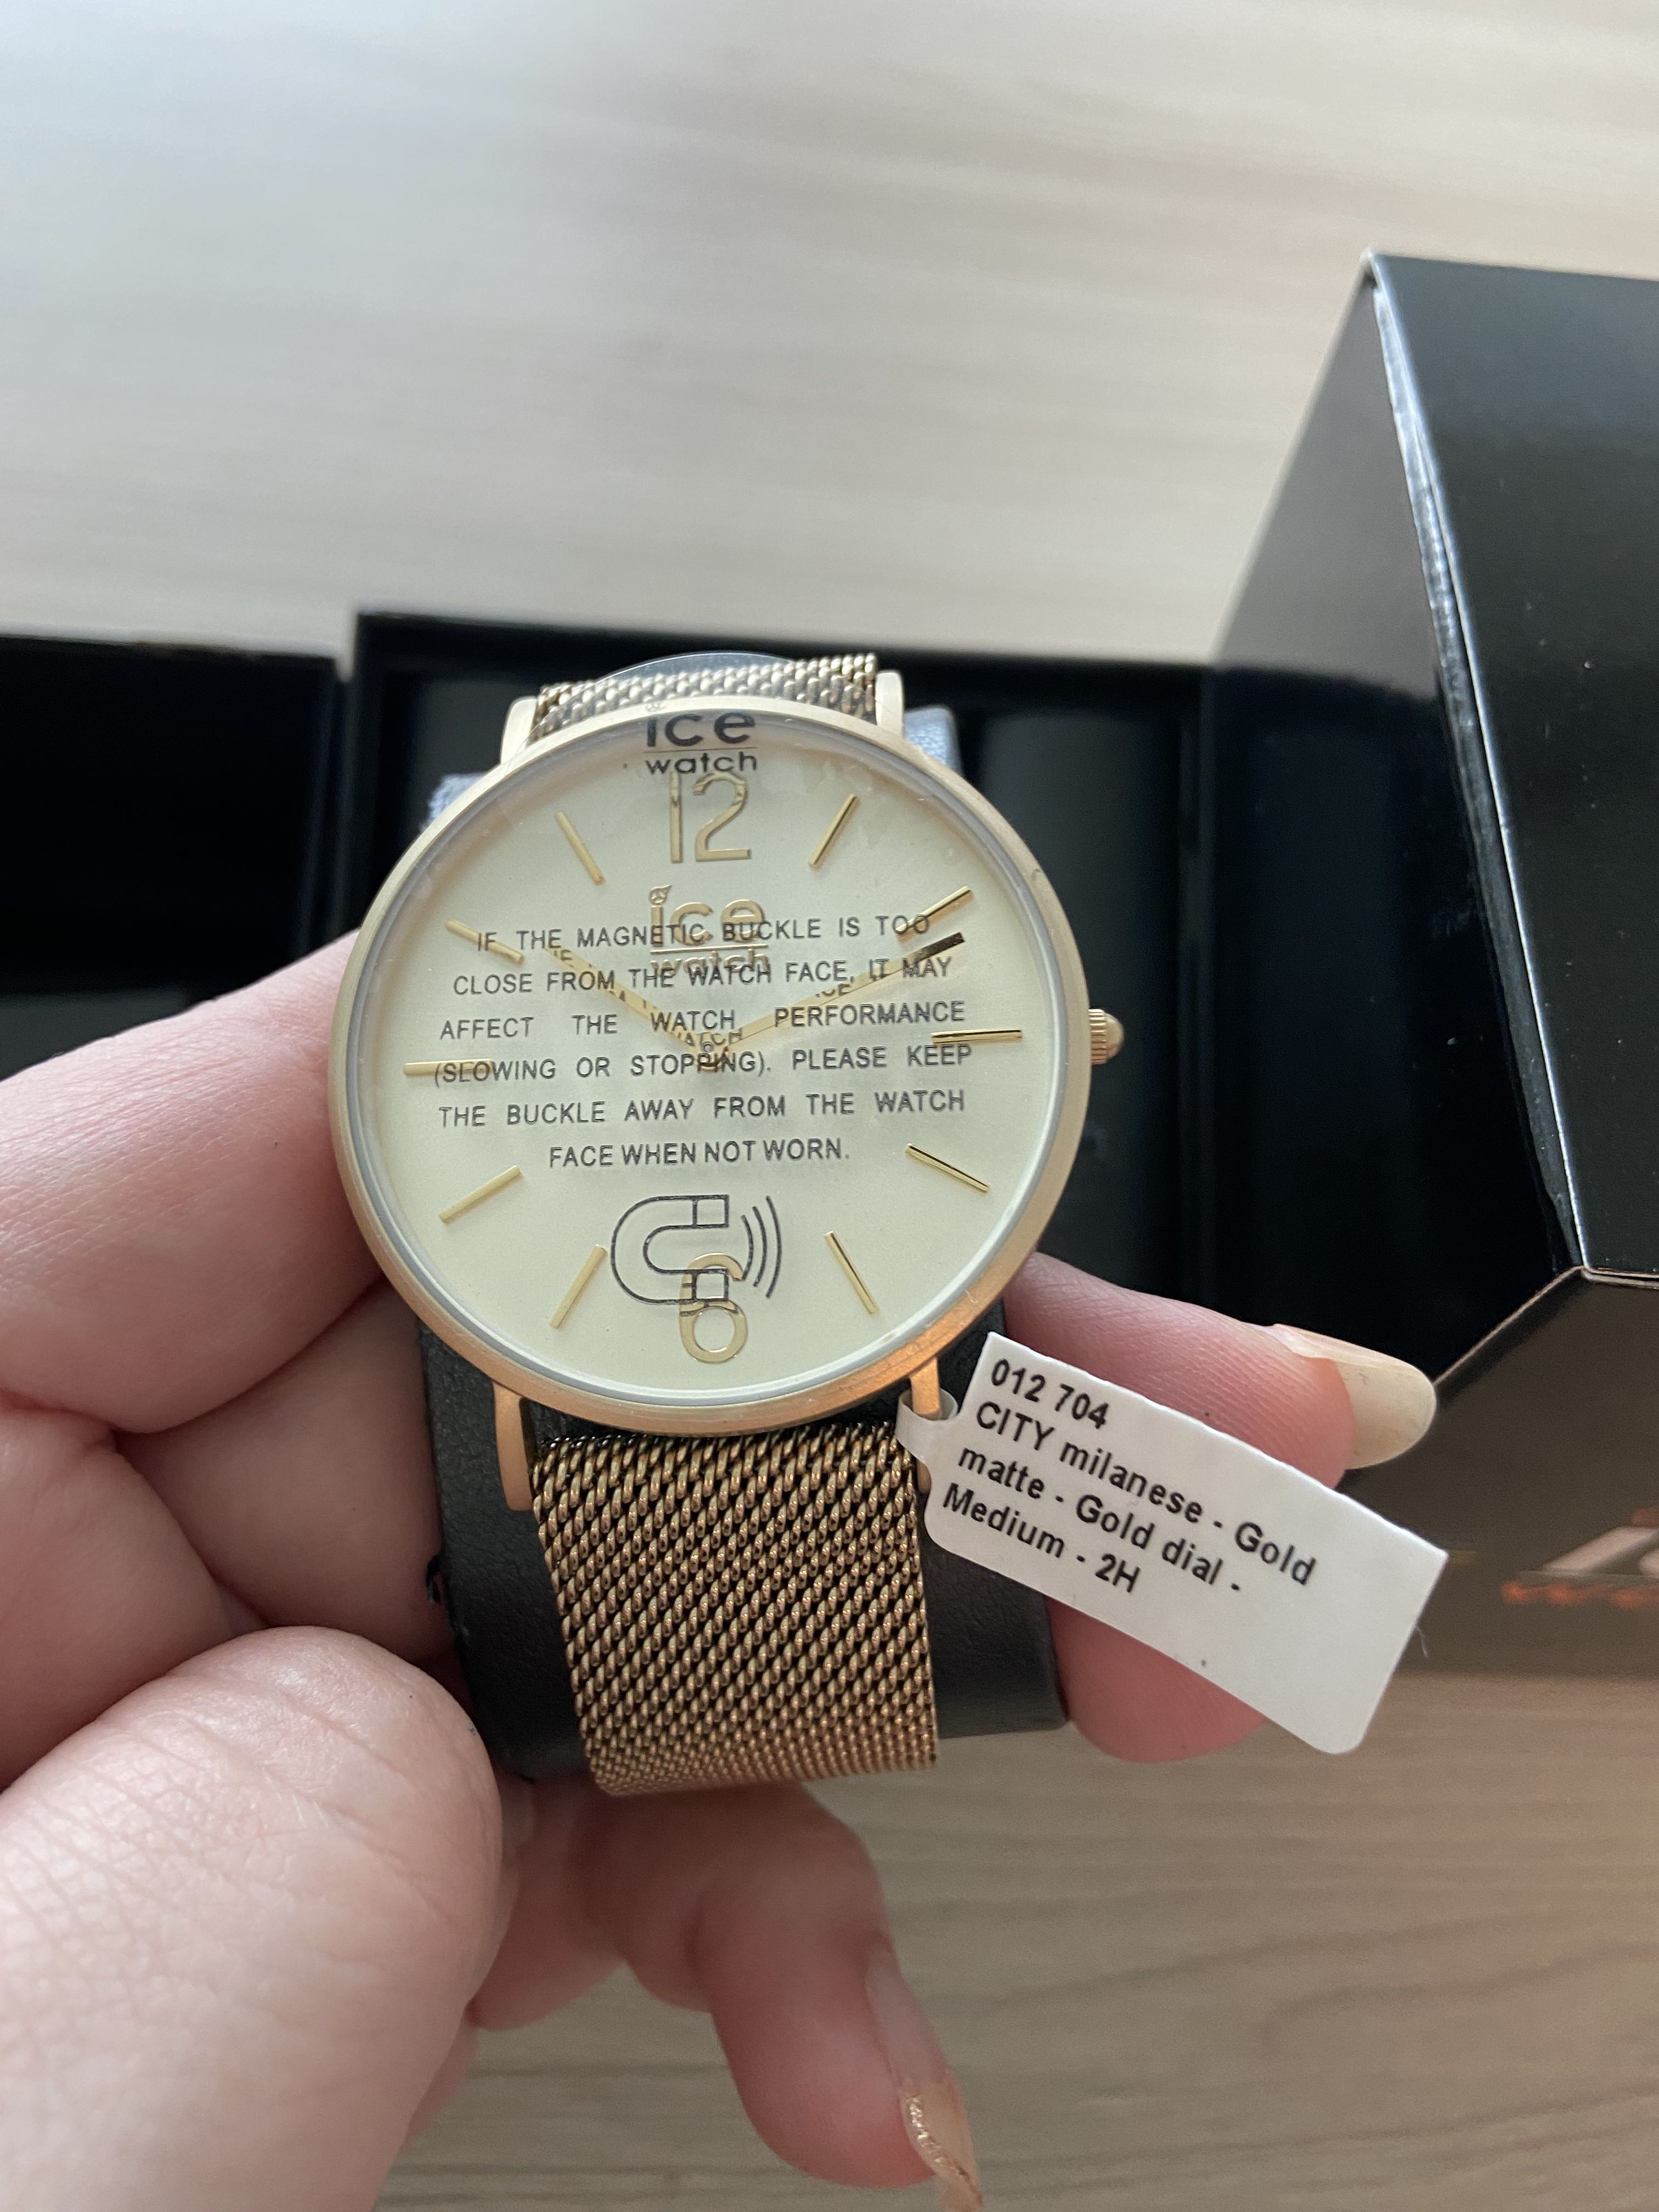 ice
watch
12
ice
watch
IF THE MAGNETIC BUCKLE IS TOO
CLOSE FROM THE WATCH FACE, IT MAY
AFFECT THE WATCH PERFORMANCE
(SLOWING OR STOPPING). PLEASE KEEP
THE BUCKLE AWAY FROM THE WATCH
FACE WHEN NOT WORN.
6
012 704
CITY milanese - Gold
matte - Gold dial -
Medium - 2H